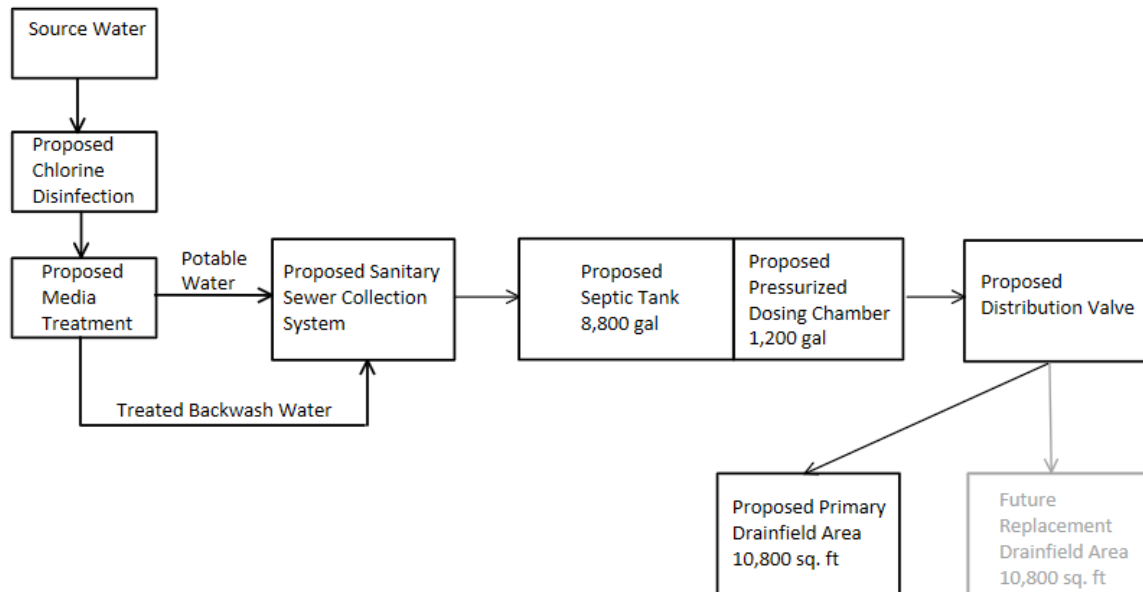 Source Water
Proposed
Chlorine
Disinfection
Proposed
Media
Treatment
Potable
Water
Treated Backwash Water
Proposed Sanitary
Sewer Collection
System
Proposed
Septic Tank
8,800 gal
Proposed
Pressurized
Dosing Chamber
1,200 gal
Proposed
Distribution Valve
Proposed Primary
Drainfield Area
10,800 sq. ft
Future
Replacement
Drainfield Area
10,800 sq. ft